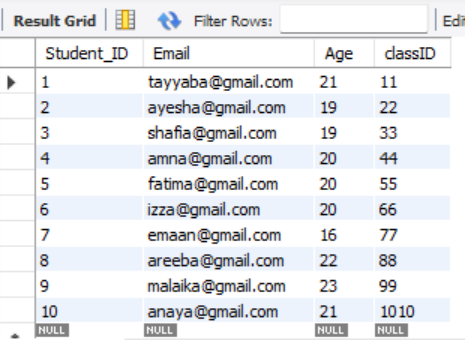 Result Grid Filter Rows: Edi
Student_ID Email Age classID
1 tayyaba@gmail.com 21 11
2 ayesha@gmail.com 19 22
3 shafia@gmail.com 19 33
4 amna@gmail.com 20 44
5 fatima@gmail.com 20 55
6 izza@gmail.com 20 66
7 emaan@gmail.com 16 77
8 areeba@gmail.com 22 88
9 malaika@gmail.com 23 99
10 anaya@gmail.com 21 1010
NULL NULL NULL NULL